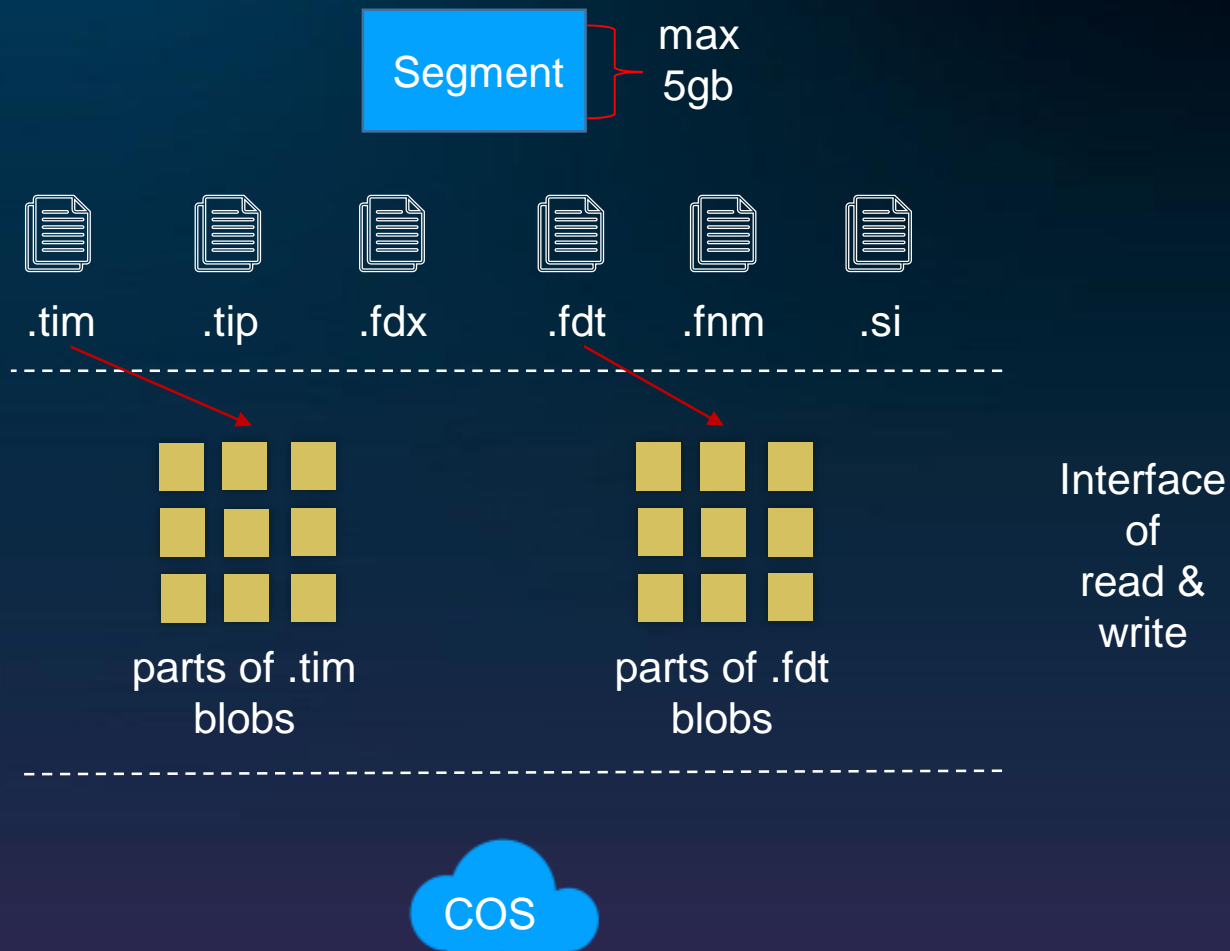 Segment
max
5gb
.tim
.tip
.fdx
.fdt
.fnm
.si
Interface
of
read &
write
parts of .tim
blobs
parts of .fdt
blobs
COS